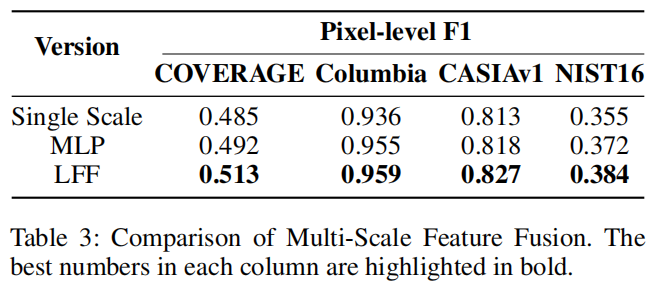 Version Pixel-level F1
COVERAGE Columbia CASIAv1 NIST16
Single Scale 0.485 0.936 0.813 0.355
MLP 0.492 0.955 0.818 0.372
LFF 0.513 0.959 0.827 0.384
Table 3: Comparison of Multi-Scale Feature Fusion. The
best numbers in each column are highlighted in bold.